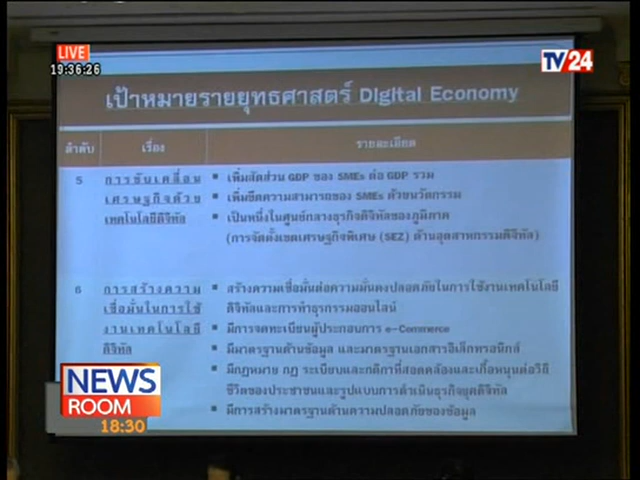 LIVE
19:36:26
TV24
เป้าหมายรายยุทธศาสตร์ Digital Economy
ลำดับ เรื่อง รายละเอียด
5 การขับเคลื่อน ▪ เพิ่มสัดส่วน GDP ของ SMEs ต่อ GDP รวม
เศรษฐกิจด้วย ▪ เพิ่มขีดความสามารถของ SMEs ด้วยนวัตกรรม
เทคโนโลยีดิจิทัล ▪ เป็นหนึ่งในศูนย์กลางธุรกิจดิจิทัลของภูมิภาค
(การจัดตั้งเขตเศรษฐกิจพิเศษ (SEZ) ด้านอุตสาหกรรมดิจิทัล)
6 การสร้างความ ▪ สร้างความเชื่อมั่นต่อความมั่นคงปลอดภัยในการใช้งานเทคโนโลยี
เชื่อมั่นในการใช้ ดิจิทัลและการทำธุรกรรมออนไลน์
งานเทคโนโลยี ▪ มีการจดทะเบียนผู้ประกอบการ e-Commerce
ดิจิทัล ▪ มีมาตรฐานด้านข้อมูล และมาตรฐานเอกสารอิเล็กทรอนิกส์
▪ มีกฎหมาย กฎ ระเบียบและกติกาที่สอดคล้องและเกื้อหนุนต่อวิถี
ชีวิตของประชาชนและรูปแบบการดำเนินธุรกิจยุคดิจิทัล
▪ มีการสร้างมาตรฐานด้านความปลอดภัยของข้อมูล
NEWS
ROOM
18:30